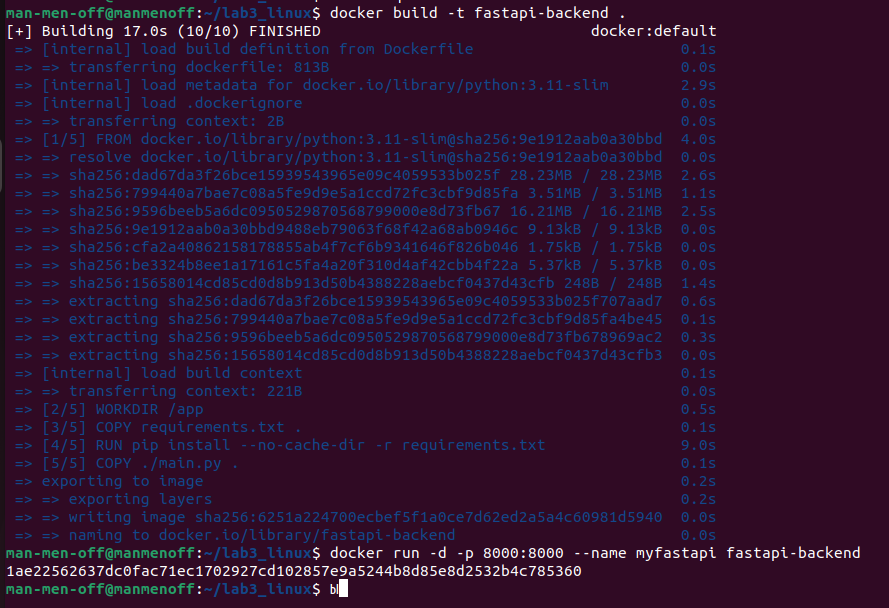 man-men-off@manmenoff:~/lab3_linux$ docker build -t fastapi-backend .
[+] Building 17.0s (10/10) FINISHED docker:default
=> [internal] load build definition from Dockerfile 0.1s
=> => transferring dockerfile: 813B 0.0s
=> [internal] load metadata for docker.io/library/python:3.11-slim 2.9s
=> [internal] load .dockerignore 0.0s
=> => transferring context: 2B 0.0s
=> [1/5] FROM docker.io/library/python:3.11-slim@sha256:9e1912aab0a30bbd 4.0s
=> => resolve docker.io/library/python:3.11-slim@sha256:9e1912aab0a30bbd 0.0s
=> => sha256:dad67da3f26bce15939543965e09c4059533b025f 28.23MB / 28.23MB 2.6s
=> => sha256:799440a7bae7c08a5fe9d9e5a1ccd72fc3cbf9d85fa 3.51MB / 3.51MB 1.1s
=> => sha256:9596beeb5a6dc0950529870568799000e8d73fb67 16.21MB / 16.21MB 2.5s
=> => sha256:9e1912aab0a30bbd9488eb79063f68f42a68ab0946c 9.13kB / 9.13kB 0.0s
=> => sha256:cfa2a40862158178855ab4f7cf6b9341646f826b046 1.75kB / 1.75kB 0.0s
=> => sha256:be3324b8ee1a17161c5fa4a20f310d4af42cbb4f22a 5.37kB / 5.37kB 0.0s
=> => sha256:15658014cd85cd0d8b913d50b4388228aebcf0437d43cfb 248B / 248B 1.4s
=> => extracting sha256:dad67da3f26bce15939543965e09c4059533b025f707aad7 0.6s
=> => extracting sha256:799440a7bae7c08a5fe9d9e5a1ccd72fc3cbf9d85fa4be45 0.1s
=> => extracting sha256:9596beeb5a6dc0950529870568799000e8d73fb678969ac2 0.3s
=> => extracting sha256:15658014cd85cd0d8b913d50b4388228aebcf0437d43cfb3 0.0s
=> [internal] load build context 0.1s
=> => transferring context: 221B 0.0s
=> [2/5] WORKDIR /app 0.5s
=> [3/5] COPY requirements.txt . 0.1s
=> [4/5] RUN pip install --no-cache-dir -r requirements.txt 9.0s
=> [5/5] COPY ./main.py . 0.1s
=> exporting to image 0.2s
=> => exporting layers 0.2s
=> => writing image sha256:6251a224700ecbef5f1a0ce7d62ed2a5a4c60981d5940 0.0s
=> => naming to docker.io/library/fastapi-backend 0.0s
man-men-off@manmenoff:~/lab3_linux$ docker run -d -p 8000:8000 --name myfastapi fastapi-backend
1ae22562637dc0fac71ec1702927cd102857e9a5244b8d85e8d2532b4c785360
man-men-off@manmenoff:~/lab3_linux$